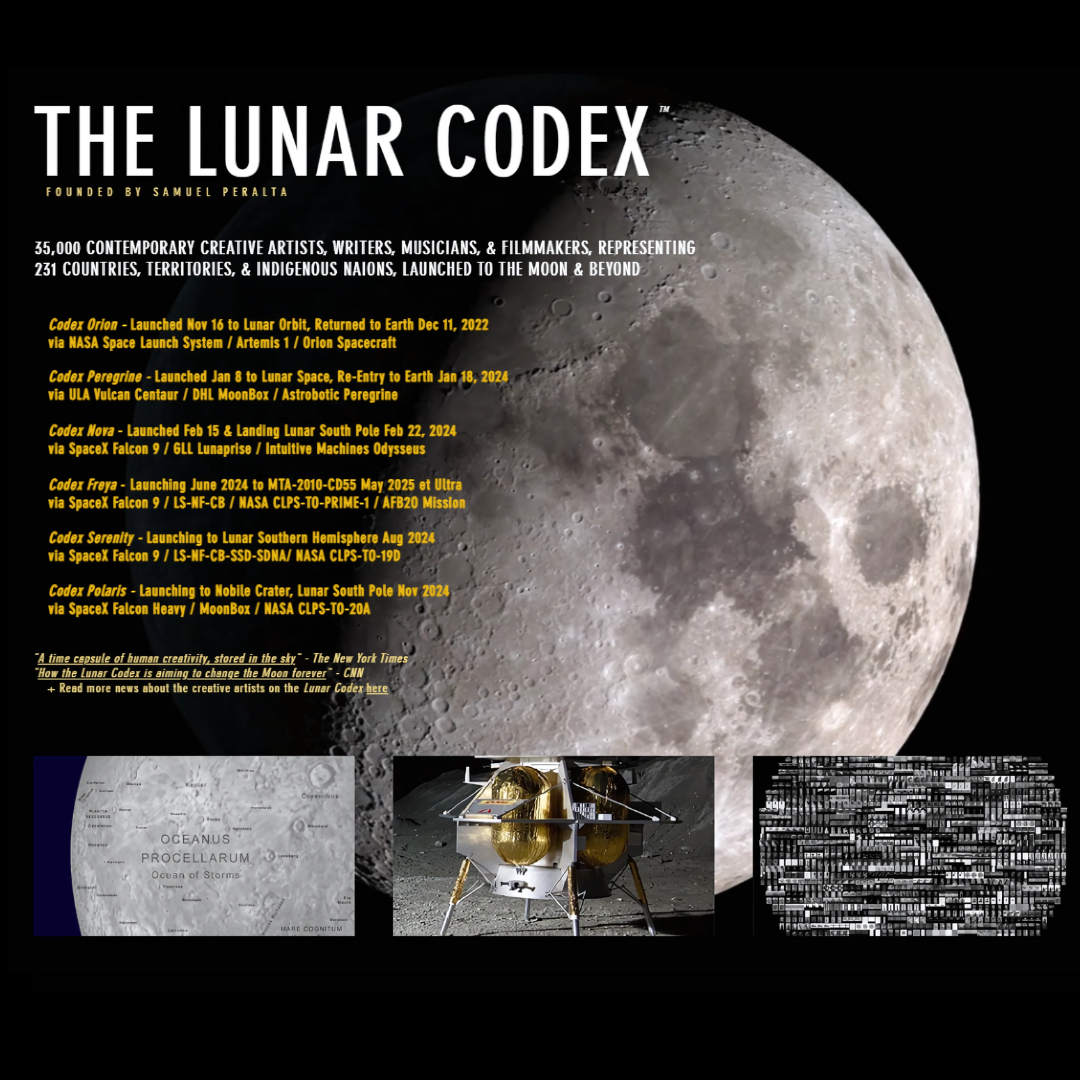 THE LUNAR CODEX™
FOUNDED BY SAMUEL PERALTA
35,000 CONTEMPORARY CREATIVE ARTISTS, WRITERS, MUSICIANS, & FILMMAKERS, REPRESENTING
231 COUNTRIES, TERRITORIES, & INDIGENOUS NAIONS, LAUNCHED TO THE MOON & BEYOND
Codex Orion - Launched Nov 16 to Lunar Orbit, Returned to Earth Dec 11, 2022
via NASA Space Launch System / Artemis 1 / Orion Spacecraft
Codex Peregrine - Launched Jan 8 to Lunar Space, Re-Entry to Earth Jan 18, 2024
via ULA Vulcan Centaur / DHL MoonBox / Astrobotic Peregrine
Codex Nova - Launched Feb 15 & Landing Lunar South Pole Feb 22, 2024
via SpaceX Falcon 9 / GLL Lunaprise / Intuitive Machines Odysseus
Codex Freya - Launching June 2024 to MTA-2010-CD55 May 2025 et Ultra
via SpaceX Falcon 9 / LS-NF-CB / NASA CLPS-TO-PRIME-1 / AFB20 Mission
Codex Serenity - Launching to Lunar Southern Hemisphere Aug 2024
via SpaceX Falcon 9 / LS-NF-CB-SSD-SDNA/ NASA CLPS-TO-19D
Codex Polaris - Launching to Nobile Crater, Lunar South Pole Nov 2024
via SpaceX Falcon Heavy / MoonBox / NASA CLPS-TO-20A
"A time capsule of human creativity, stored in the sky" - The New York Times
"How the Lunar Codex is aiming to change the Moon forever" - CNN
+ Read more news about the creative artists on the Lunar Codex here
Kepler
Copernicus
OCEANUS
PROCELLARUM
Ocean of Storms
MARE COGNITUM